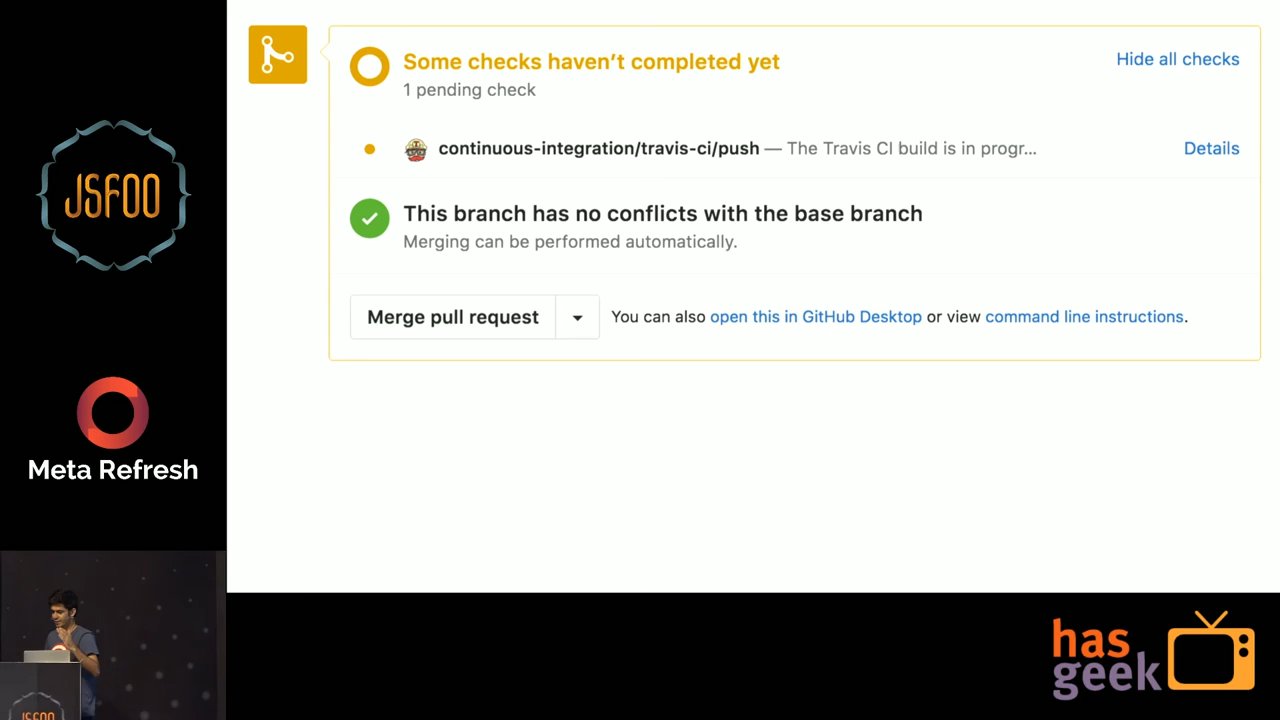 JSFOO
Meta Refresh
Some checks haven’t completed yet
Hide all checks
1 pending check
continuous-integration/travis-ci/push — The Travis CI build is in progr...
Details
This branch has no conflicts with the base branch
Merging can be performed automatically.
Merge pull request
You can also open this in GitHub Desktop or view command line instructions.
JSFOO
has
geek